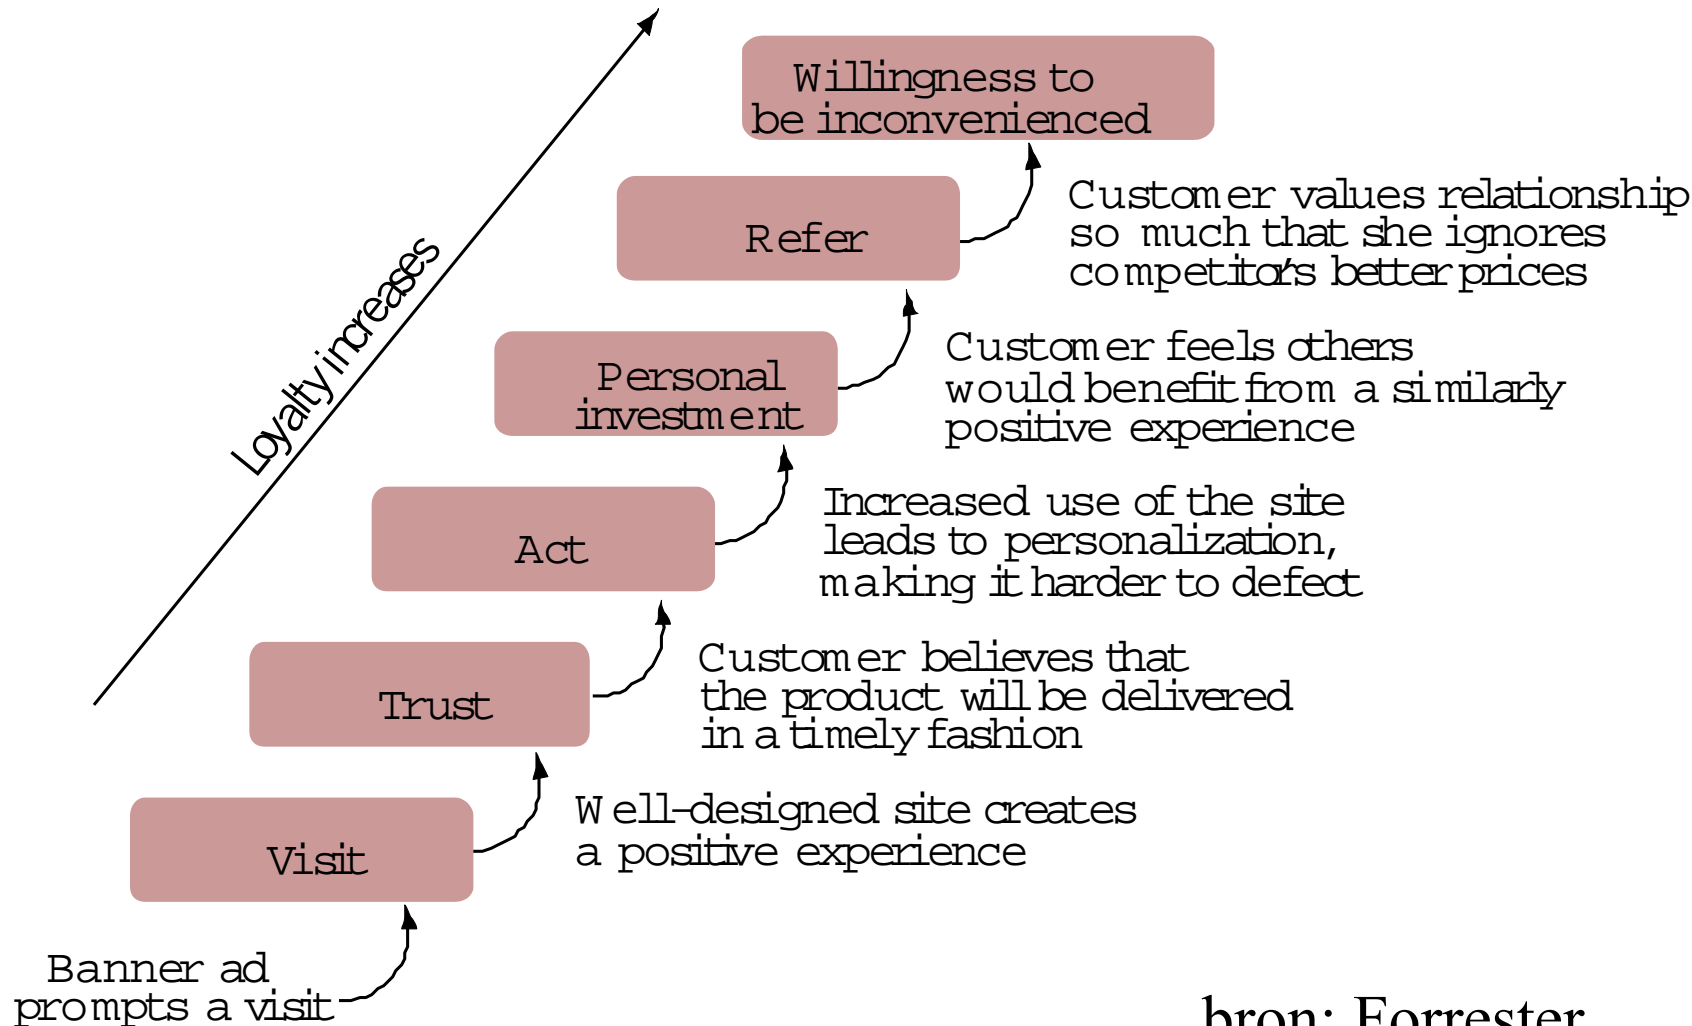 Willingness to
be inconvenienced
Customer values relationship
so much that she ignores
competitor's better prices
Refer
Loyalty increases
Customer feels others
would benefit from a similarly
positive experience
Personal
investment
Increased use of the site
leads to personalization,
making it harder to defect
Act
Customer believes that
the product will be delivered
in a timely fashion
Trust
Well-designed site creates
a positive experience
Visit
Banner ad
prompts a visit
bron: Forrester